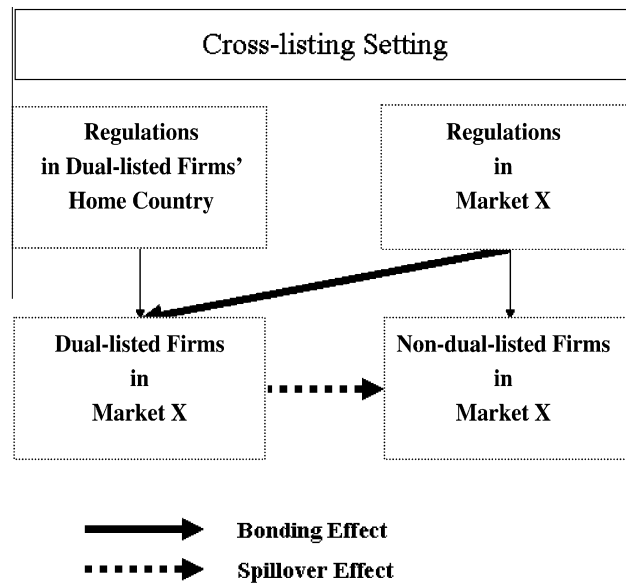 Cross-listing Setting
Regulations
in Dual-listed Firms'
Home Country
Regulations
in
Market X
Dual-listed Firms
in
Market X
Non-dual-listed Firms
in
Market X
Bonding Effect
Spillover Effect